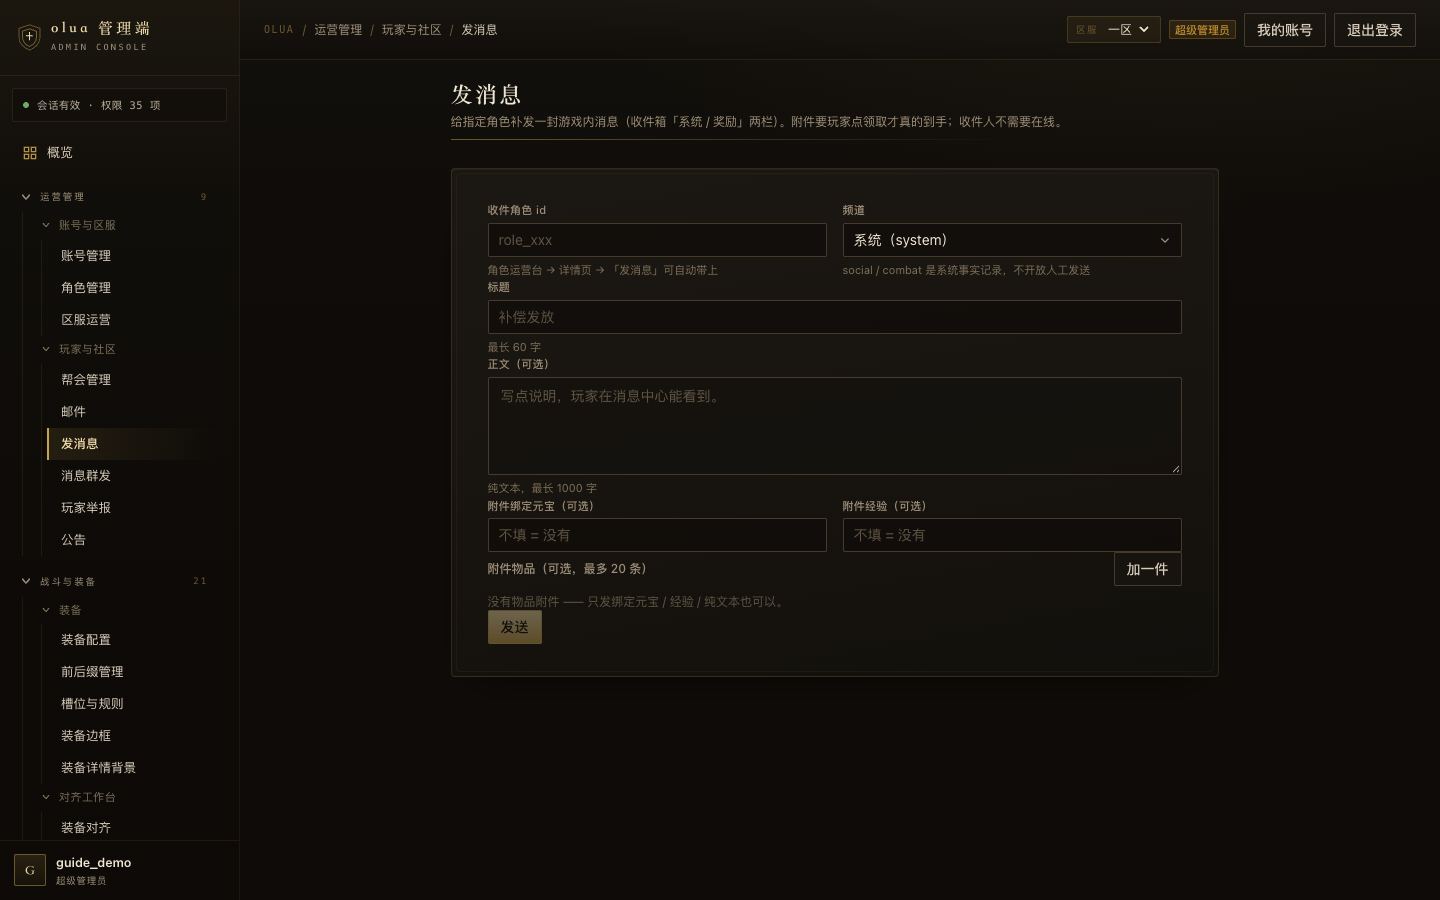 olua 管理端
ADMIN CONSOLE
会话有效 · 权限 35 项
概览
运营管理 9
账号与区服
账号管理
角色管理
区服运营
玩家与社区
帮会管理
邮件
发消息
消息群发
玩家举报
公告
战斗与装备 21
装备
装备配置
前后缀管理
槽位与规则
装备边框
装备详情背景
对齐工作台
装备对齐
G
guide_demo
超级管理员
OLUA / 运营管理 / 玩家与社区 / 发消息
区服 一区
超级管理员
我的账号
退出登录
发消息
给指定角色补发一封游戏内消息（收件箱「系统 / 奖励」两栏）。附件要玩家点领取才真的到手；收件人不需要在线。
收件角色 id
role_xxx
角色运营台 → 详情页 → 「发消息」可自动带上
频道
系统（system）
social / combat 是系统事实记录，不开放人工发送
标题
补偿发放
最长 60 字
正文（可选）
写点说明，玩家在消息中心能看到。
纯文本，最长 1000 字
附件绑定元宝（可选）
不填 = 没有
附件经验（可选）
不填 = 没有
附件物品（可选，最多 20 条）
加一件
没有物品附件 —— 只发绑定元宝 / 经验 / 纯文本也可以。
发送